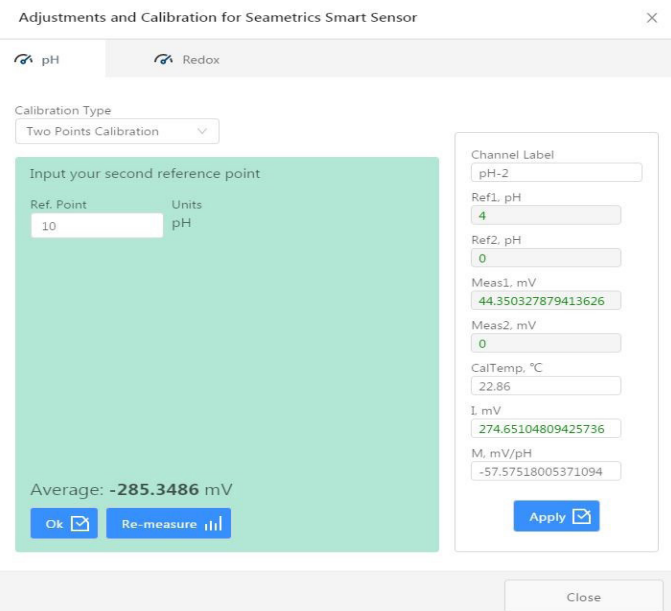 Adjustments and Calibration for Seametrics Smart Sensor
pH
Redox
Calibration Type
Two Points Calibration
Input your second reference point
Ref. Point
Units
10
pH
Average: -285.3486 mV
Ok
Re-measure
Channel Label
pH-2
Ref1, pH
4
Ref2, pH
0
Meas1, mV
44.350327879413626
Meas2, mV
0
CalTemp, ℃
22.86
I, mV
274.65104809425736
M, mV/pH
-57.57518005371094
Apply
Close